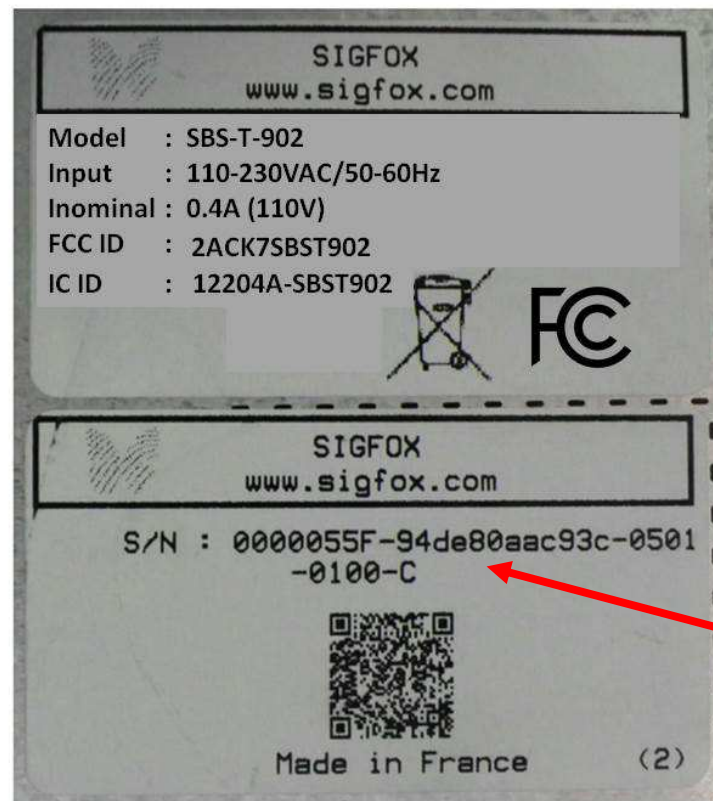 SIGFOX
www.sigfox.com
Model : SBS-T-902
Input : 110-230VAC/50-60Hz
Inominal : 0.4A (110V)
FCC ID : 2ACK7SBST902
IC ID : 12204A-SBST902
FC
SIGFOX
www.sigfox.com
S/N : 0000055F-94de80aac93c-0501
-0100-C
Made in France (2)